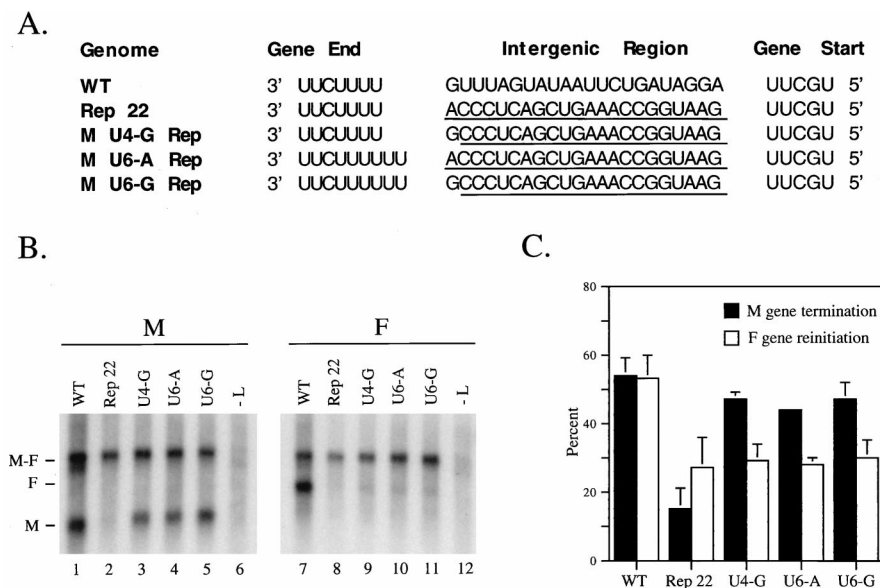 A.
Genome Gene End Intergenic Region Gene Start
WT 3' UUCUUUU GUUUAGUAUAAUUCUGAUAGGA UUCGU 5'
Rep 22 3' UUCUUUU ACCCUCAGCUGAAACCGGUAAG UUCGU 5'
M U4-G Rep 3' UUCUUUU GCCCUCAGCUGAAACCGGUAAG UUCGU 5'
M U6-A Rep 3' UUCUUUUUU ACCCUCAGCUGAAACCGGUAAG UUCGU 5'
M U6-G Rep 3' UUCUUUUUU GCCCUCAGCUGAAACCGGUAAG UUCGU 5'
B.
M F
WT Rep 22 U4-G U6-A U6-G - L WT Rep 22 U4-G U6-A U6-G - L
M-F
F
M
1 2 3 4 5 6 7 8 9 10 11 12
C.
80
60
40
20
0
Percent
M gene termination
F gene reinitiation
WT Rep 22 U4-G U6-A U6-G